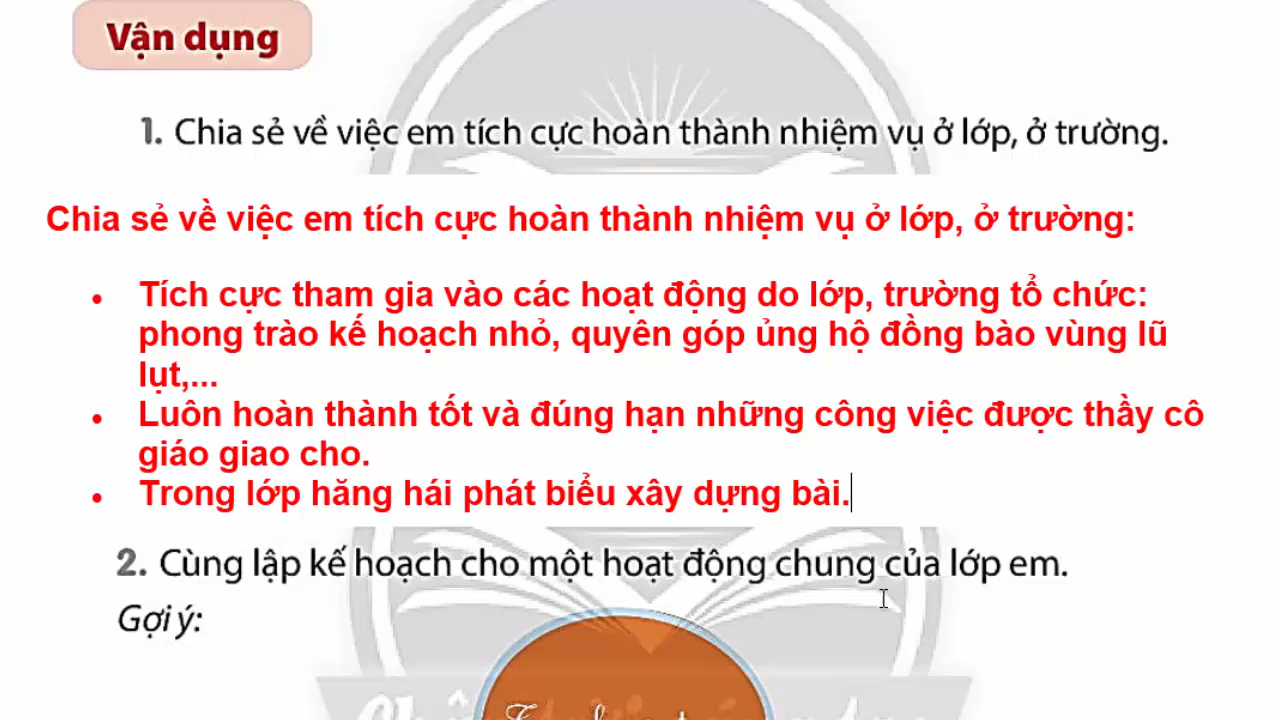 Vận dụng
1. Chia sẻ về việc em tích cực hoàn thành nhiệm vụ ở lớp, ở trường.
Chia sẻ về việc em tích cực hoàn thành nhiệm vụ ở lớp, ở trường:
• Tích cực tham gia vào các hoạt động do lớp, trường tổ chức:
phong trào kế hoạch nhỏ, quyên góp ủng hộ đồng bào vùng lũ
lụt,...
• Luôn hoàn thành tốt và đúng hạn những công việc được thầy cô
giáo giao cho.
• Trong lớp hăng hái phát biểu xây dựng bài.
2. Cùng lập kế hoạch cho một hoạt động chung của lớp em.
Gợi ý: